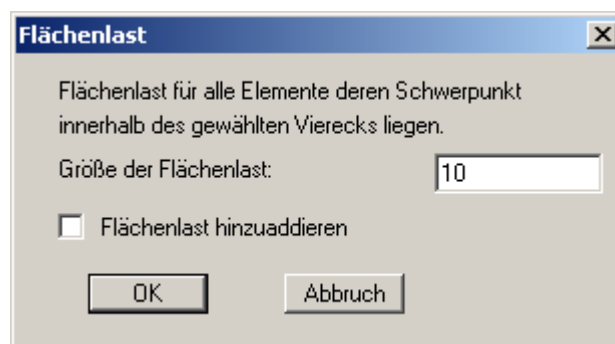 Flächenlast
Flächenlast für alle Elemente deren Schwerpunkt
innerhalb des gewählten Vierecks liegen.
Größe der Flächenlast: 10
Flächenlast hinzuaddieren
OK Abbruch